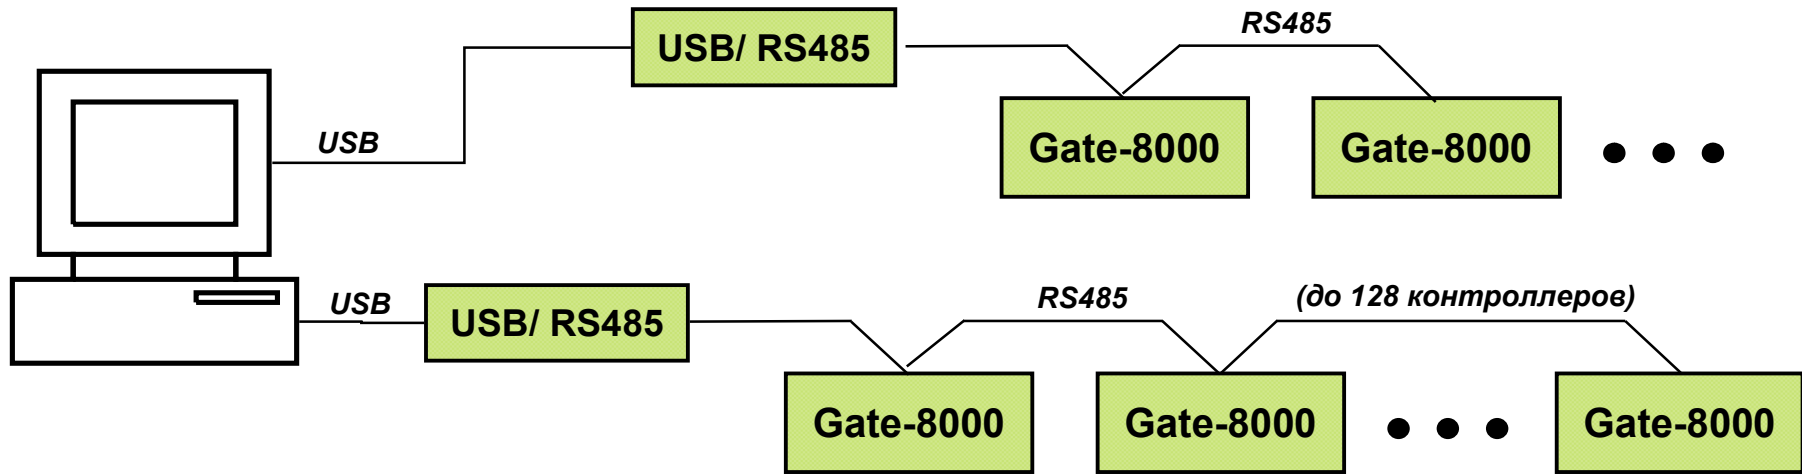 RS485
USB/ RS485
Gate-8000
Gate-8000
USB
USB
USB/ RS485
RS485
(до 128 контроллеров)
Gate-8000
Gate-8000
Gate-8000